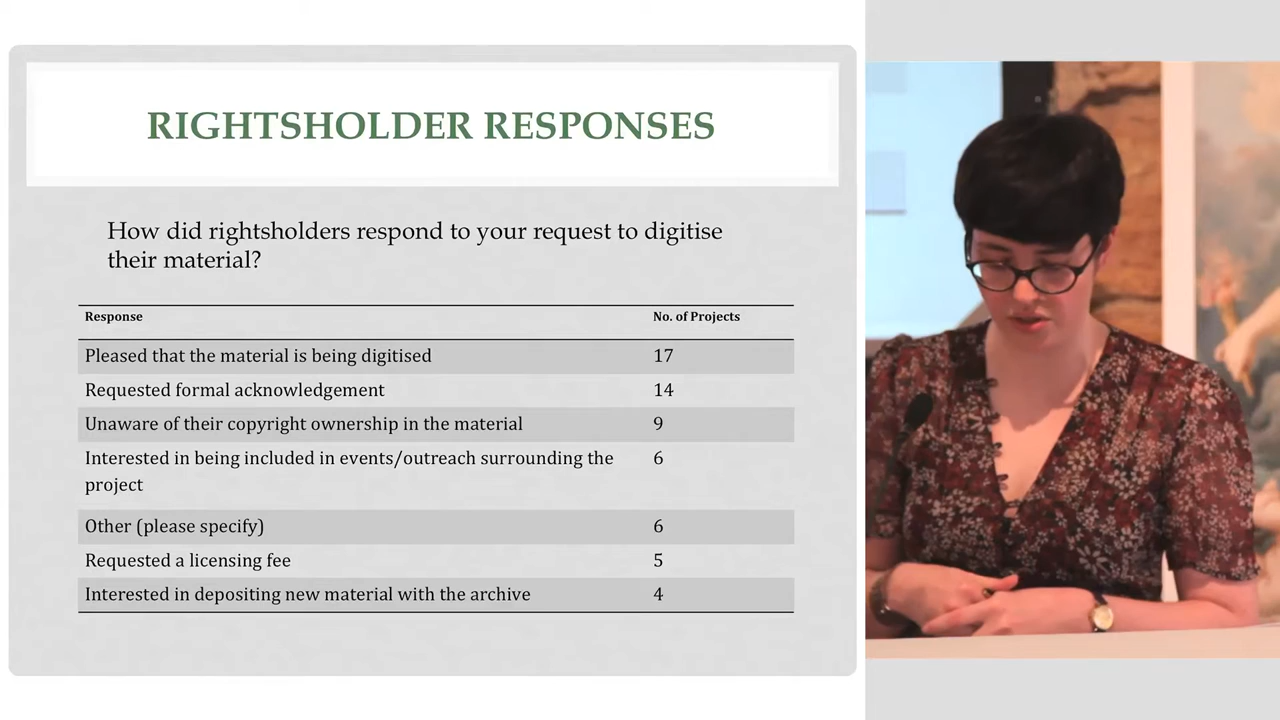 RIGHTSHOLDER RESPONSES
How did rightsholders respond to your request to digitise
their material?
Response No. of Projects
Pleased that the material is being digitised 17
Requested formal acknowledgement 14
Unaware of their copyright ownership in the material 9
Interested in being included in events/outreach surrounding the 6
project
Other (please specify) 6
Requested a licensing fee 5
Interested in depositing new material with the archive 4